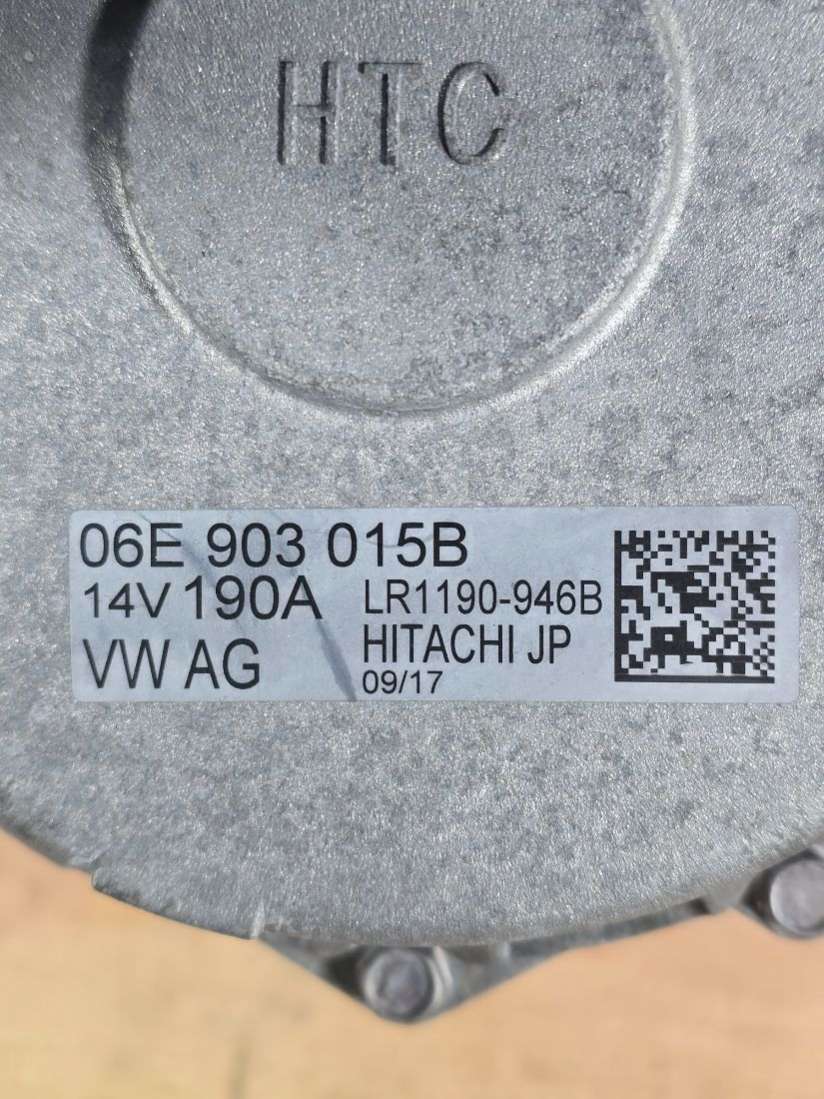 HTC
06E 903 015B
14V 190A LR1190-946B
VW AG HITACHI JP
09/17